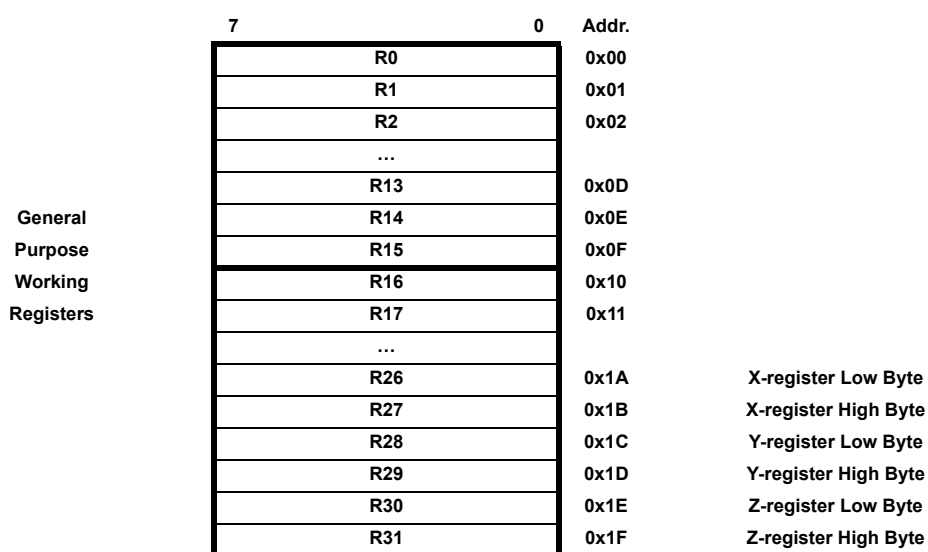 7 0 Addr.
R0 0x00
R1 0x01
R2 0x02
…
R13 0x0D
General R14 0x0E
Purpose R15 0x0F
Working R16 0x10
Registers R17 0x11
…
R26 0x1A X-register Low Byte
R27 0x1B X-register High Byte
R28 0x1C Y-register Low Byte
R29 0x1D Y-register High Byte
R30 0x1E Z-register Low Byte
R31 0x1F Z-register High Byte